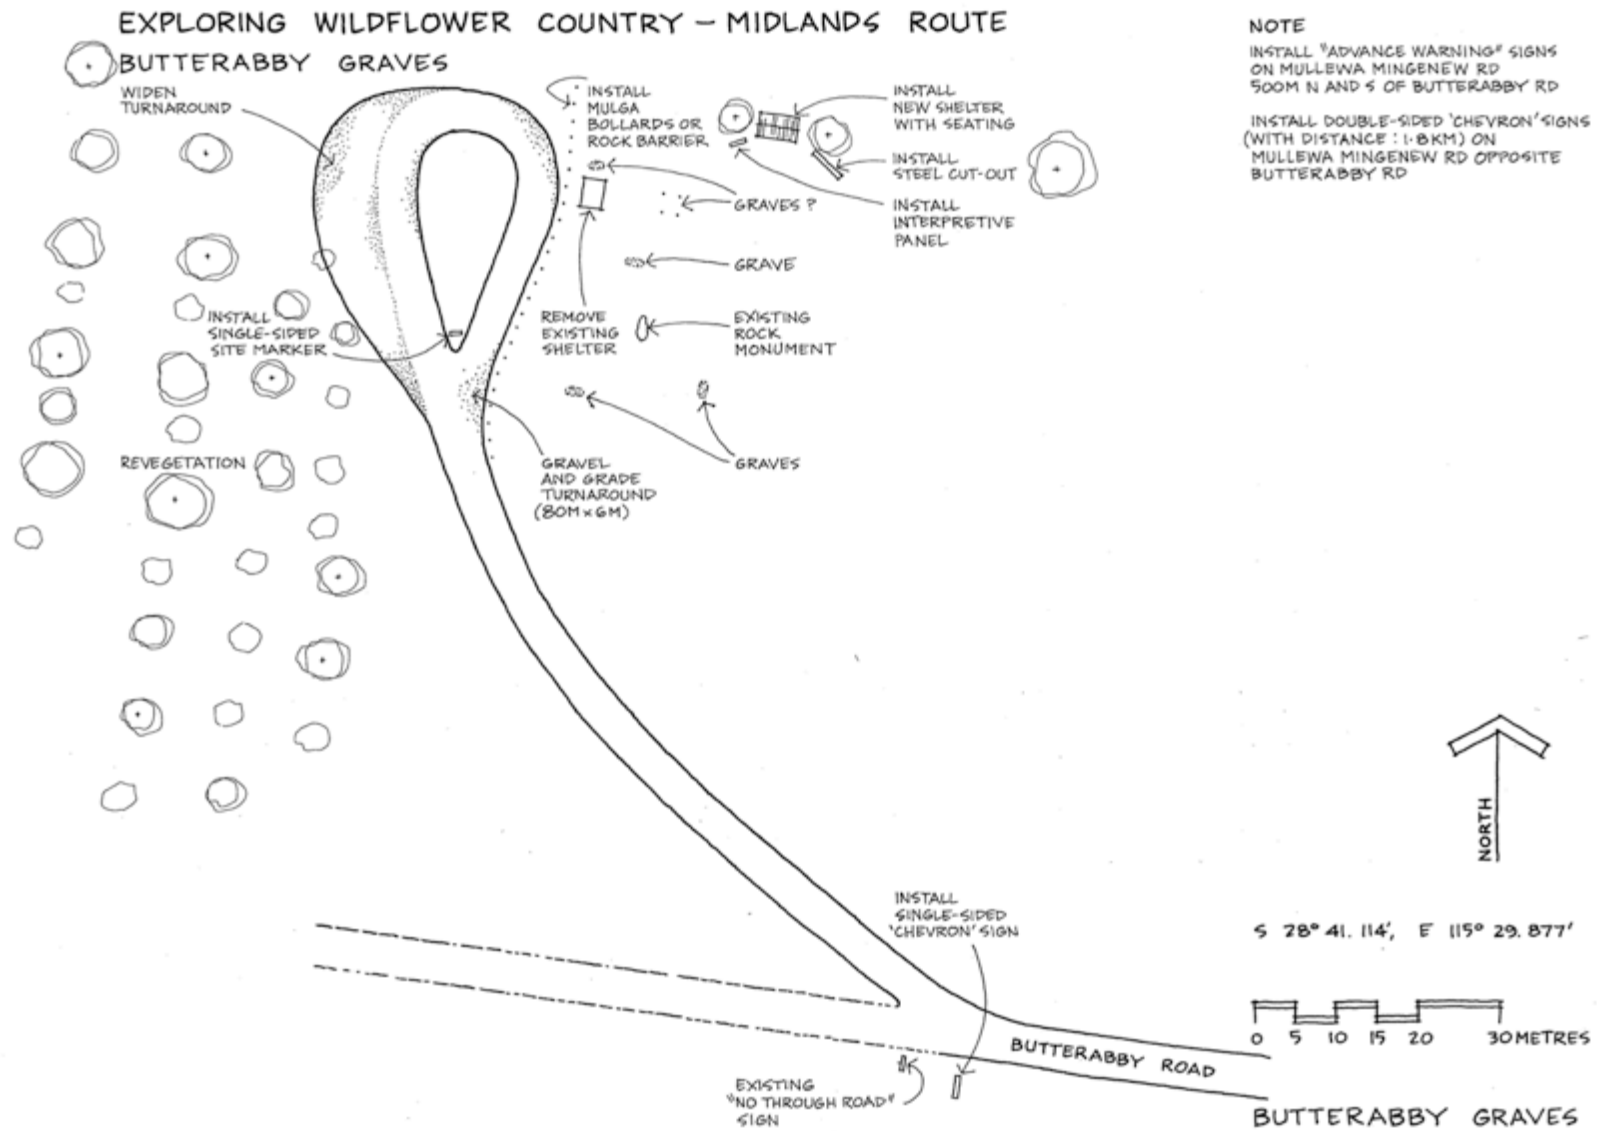 EXPLORING WILDFLOWER COUNTRY – MIDLANDS ROUTE
BUTTERABBY GRAVES
WIDEN
TURNAROUND
INSTALL
MULGA
BOLLARDS OR
ROCK BARRIER
INSTALL
NEW SHELTER
WITH SEATING
INSTALL
STEEL CUT-OUT
INSTALL
INTERPRETIVE
PANEL
GRAVES ?
GRAVE
REMOVE
EXISTING
SHELTER
EXISTING
ROCK
MONUMENT
INSTALL
SINGLE-SIDED
SITE MARKER
REVEGETATION
GRAVEL
AND GRADE
TURNAROUND
(80M x 6M)
GRAVES
NOTE
INSTALL "ADVANCE WARNING" SIGNS
ON MULLEWA MINGENEW RD
500M N AND S OF BUTTERABBY RD
INSTALL DOUBLE-SIDED 'CHEVRON' SIGNS
(WITH DISTANCE : 1.8KM) ON
MULLEWA MINGENEW RD OPPOSITE
BUTTERABBY RD
NORTH
S 28° 41. 114', E 115° 29. 877'
0 5 10 15 20 30 METRES
INSTALL
SINGLE-SIDED
'CHEVRON' SIGN
BUTTERABBY ROAD
EXISTING
"NO THROUGH ROAD"
SIGN
BUTTERABBY GRAVES